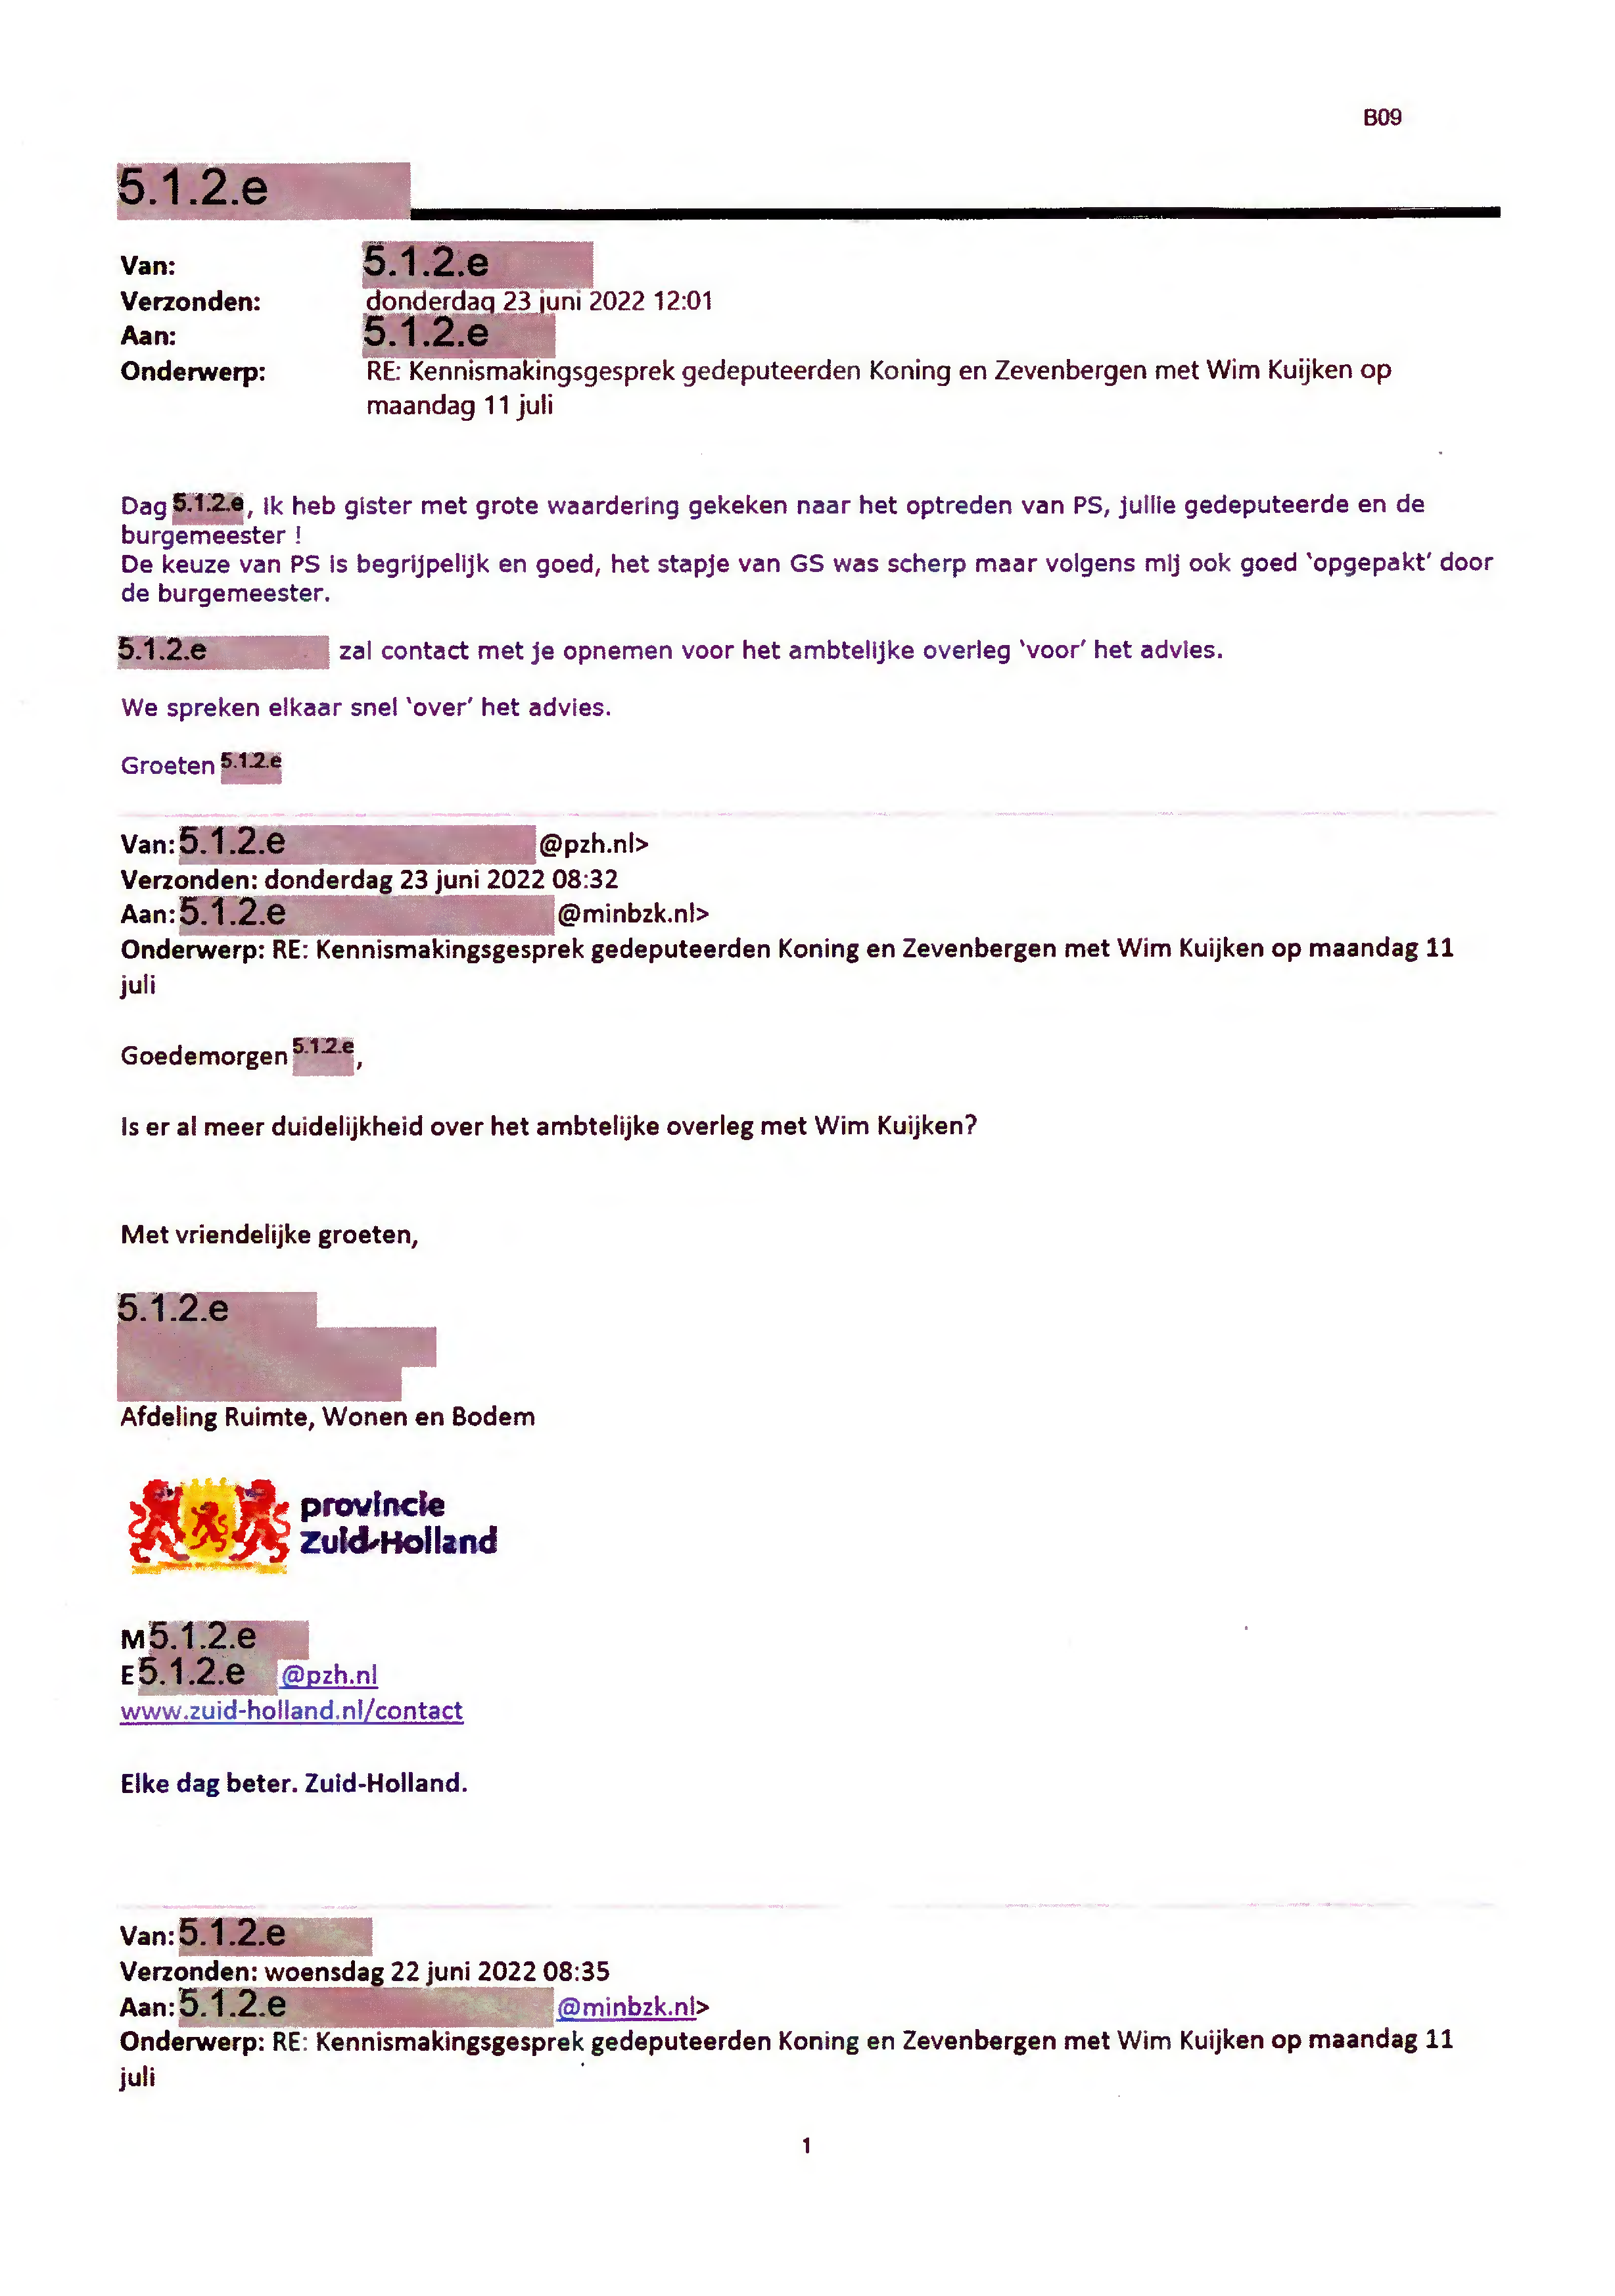 B09
5.1.2.e
Van: 5.1.2.e
Verzonden: donderdag 23 juni 2022 12:01
Aan: 5.1.2.e
Onderwerp: RE: Kennismakingsgesprek gedeputeerden Koning en Zevenbergen met Wim Kuijken op
maandag 11 juli
Dag 5.1.2.e, ik heb gister met grote waardering gekeken naar het optreden van PS, jullie gedeputeerde en de
burgemeester !
De keuze van PS is begrijpelijk en goed, het stapje van GS was scherp maar volgens mij ook goed ‘opgepakt’ door
de burgemeester.
5.1.2.e zal contact met je opnemen voor het ambtelijke overleg ‘voor’ het advies.
We spreken elkaar snel ‘over’ het advies.
Groeten 5.1.2.e
Van: 5.1.2.e @pzh.nl>
Verzonden: donderdag 23 juni 2022 08:32
Aan: 5.1.2.e @minbzk.nl>
Onderwerp: RE: Kennismakingsgesprek gedeputeerden Koning en Zevenbergen met Wim Kuijken op maandag 11
juli
Goedemorgen 5.1.2.e,
Is er al meer duidelijkheid over het ambtelijke overleg met Wim Kuijken?
Met vriendelijke groeten,
5.1.2.e
Afdeling Ruimte, Wonen en Bodem
provincie
Zuid-Holland
M 5.1.2.e
E 5.1.2.e @pzh.nl
www.zuid-holland.nl/contact
Elke dag beter. Zuid-Holland.
Van: 5.1.2.e
Verzonden: woensdag 22 juni 2022 08:35
Aan: 5.1.2.e @minbzk.nl>
Onderwerp: RE: Kennismakingsgesprek gedeputeerden Koning en Zevenbergen met Wim Kuijken op maandag 11
juli
1